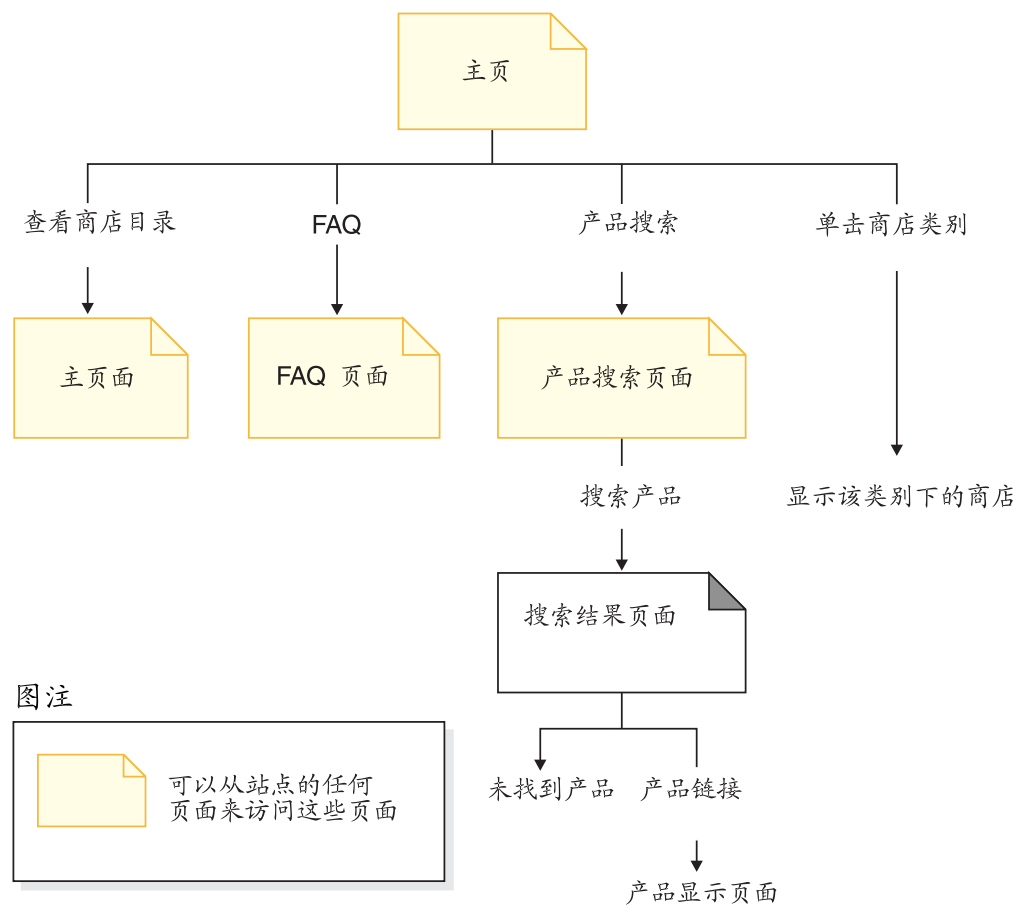 主页
查看商店目录
FAQ
产品搜索
单击商店类别
主页面
FAQ 页面
产品搜索页面
搜索产品
显示该类别下的商店
搜索结果页面
图注
可以从站点的任何
页面来访问这些页面
未找到产品
产品链接
产品显示页面